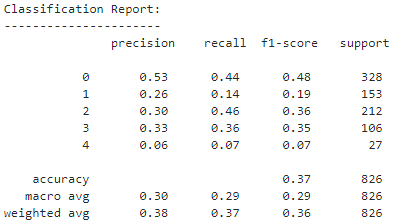 Classification Report:
----------------------
precision recall f1-score support
0 0.53 0.44 0.48 328
1 0.26 0.14 0.19 153
2 0.30 0.46 0.36 212
3 0.33 0.36 0.35 106
4 0.06 0.07 0.07 27
accuracy 0.37 826
macro avg 0.30 0.29 0.29 826
weighted avg 0.38 0.37 0.36 826